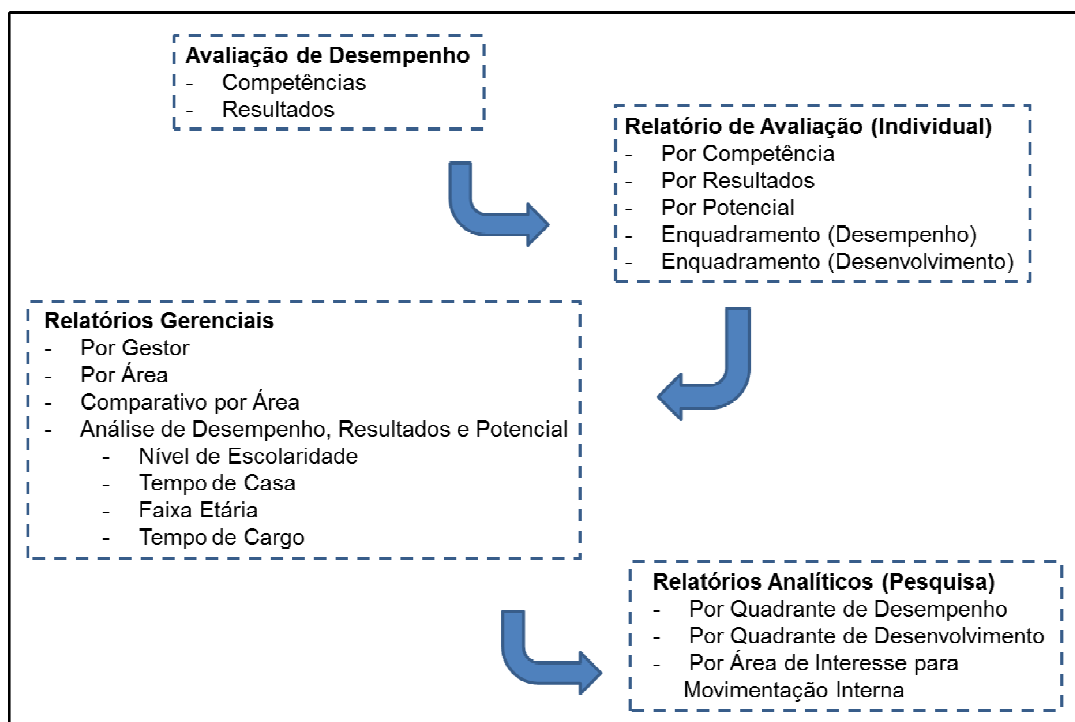 Avaliação de Desempenho
- Competências
- Resultados
Relatório de Avaliação (Individual)
- Por Competência
- Por Resultados
- Por Potencial
- Enquadramento (Desempenho)
- Enquadramento (Desenvolvimento)
Relatórios Gerenciais
- Por Gestor
- Por Área
- Comparativo por Área
- Análise de Desempenho, Resultados e Potencial
- Nível de Escolaridade
- Tempo de Casa
- Faixa Etária
- Tempo de Cargo
Relatórios Analíticos (Pesquisa)
- Por Quadrante de Desempenho
- Por Quadrante de Desenvolvimento
- Por Área de Interesse para
Movimentação Interna